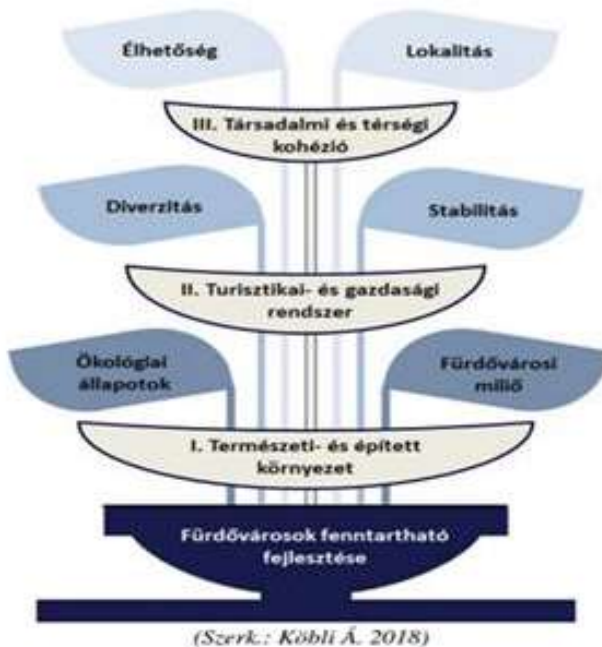 Élhetőség
Lokalitás
III. Társadalmi és térségi
kohézió
Diverzitás
Stabilitás
II. Turisztikai- és gazdasági
rendszer
Ökológiai
állapotok
Fürdővárosi
miliő
I. Természeti- és épített
környezet
Fürdővárosok fenntartható
fejlesztése
(Szerk.: Köbli Á. 2018)